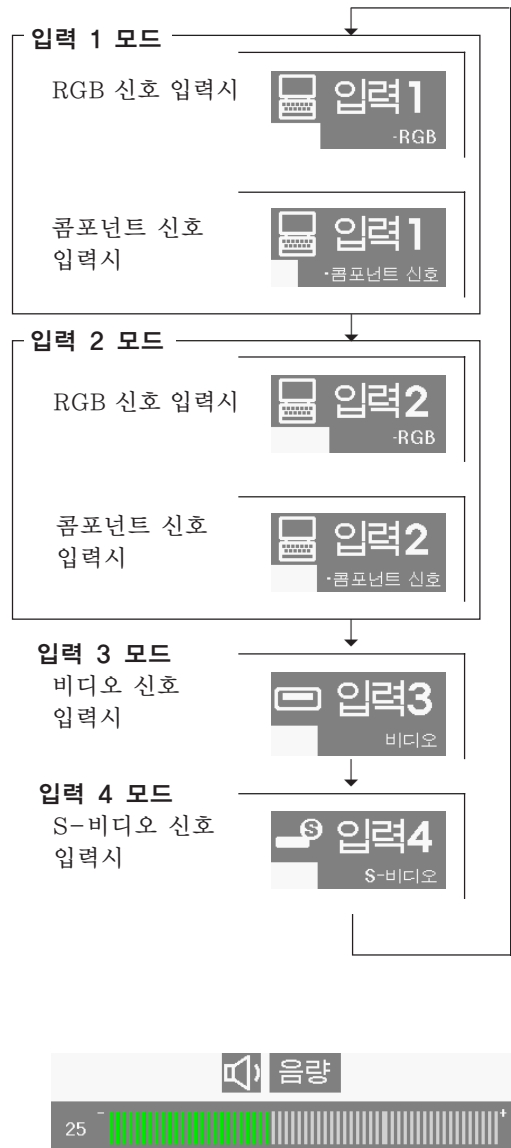 입력 1 모드
RGB 신호 입력시
입력1
-RGB
콤포넌트 신호
입력시
입력1
·콤포넌트 신호
입력 2 모드
RGB 신호 입력시
입력2
-RGB
콤포넌트 신호
입력시
입력2
·콤포넌트 신호
입력 3 모드
비디오 신호
입력시
입력3
비디오
입력 4 모드
S-비디오 신호
입력시
S
입력4
S-비디오
음량
25 - +